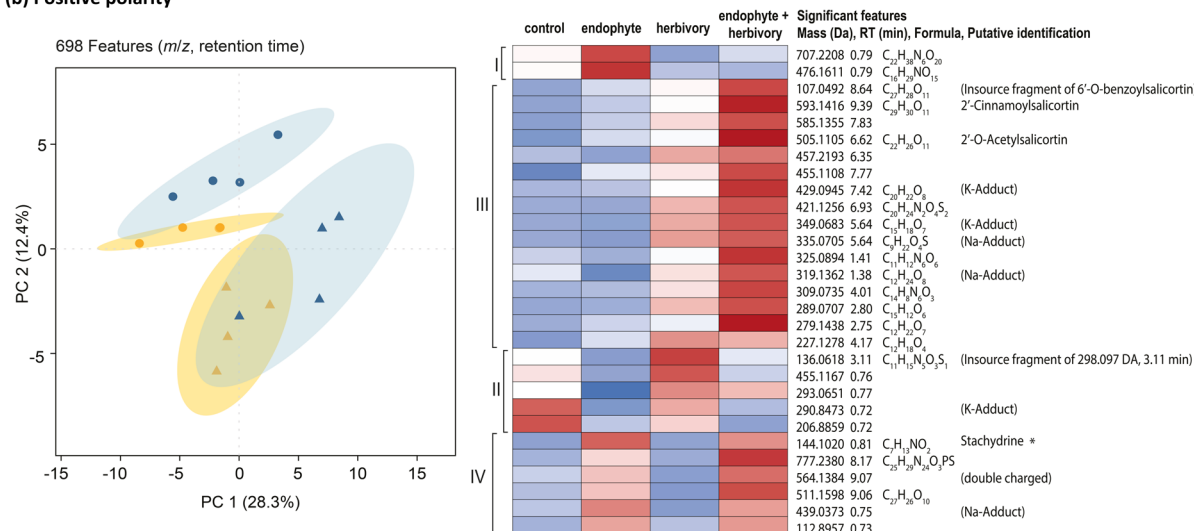 (b) Positive polarity
698 Features (m/z, retention time)
PC 2 (12.4%)
5
0
-5
-15 -10 -5 0 5 10 15
PC 1 (28.3%)
control endophyte herbivory endophyte + herbivory
Significant features
Mass (Da), RT (min), Formula, Putative identification
I
III
II
IV
707.2208 0.79 C22H38N6O20
476.1611 0.79 C16H29NO15
107.0492 8.64 C27H28O11 (Insource fragment of 6′-O-benzoylsalicortin
593.1416 9.39 C29H30O11 2′-Cinnamoylsalicortin
585.1355 7.83
505.1105 6.62 C22H26O11 2′-O-Acetylsalicortin
457.2193 6.35
455.1108 7.77
429.0945 7.42 C20H22O8 (K-Adduct)
421.1256 6.93 C20H24N2O4S2
349.0683 5.64 C15H18O7 (K-Adduct)
335.0705 5.64 C9H22O4S (Na-Adduct)
325.0894 1.41 C11H12N6O6
319.1362 1.38 C12H24O8 (Na-Adduct)
309.0735 4.01 C14H8N6O3
289.0707 2.80 C15H12O6
279.1438 2.75 C12H22O7
227.1278 4.17 C12H18O4
136.0618 3.11 C11H15N5O3S1 (Insource fragment of 298.097 DA, 3.11 min)
455.1167 0.76
293.0651 0.77
290.8473 0.72 (K-Adduct)
206.8859 0.72
144.1020 0.81 C7H13NO2 Stachydrine *
777.2380 8.17 C25H29N24O3PS
564.1384 9.07 (double charged)
511.1598 9.06 C27H26O10
439.0373 0.75 (Na-Adduct)
112.8957 0.73